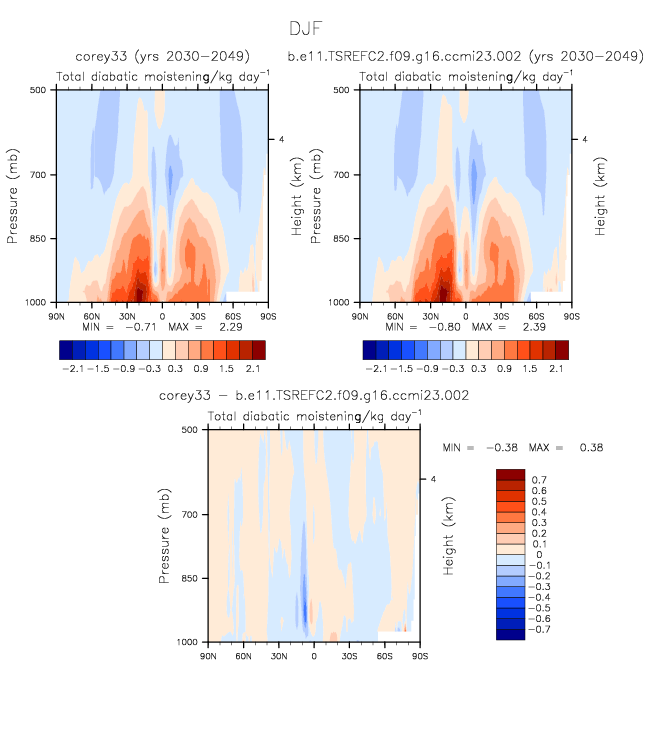 DJF
corey33 (yrs 2030-2049)
b.e11.TSREFC2.f09.g16.ccmi23.002 (yrs 2030-2049)
Total diabatic moistening/kg day⁻¹
Total diabatic moistening/kg day⁻¹
500
700
850
1000
Pressure (mb)
4
Height (km)
90N 60N 30N 0 30S 60S 90S
MIN = -0.71 MAX = 2.29
-2.1 -1.5 -0.9 -0.3 0.3 0.9 1.5 2.1
500
700
850
1000
Pressure (mb)
4
Height (km)
90N 60N 30N 0 30S 60S 90S
MIN = -0.80 MAX = 2.39
-2.1 -1.5 -0.9 -0.3 0.3 0.9 1.5 2.1
corey33 - b.e11.TSREFC2.f09.g16.ccmi23.002
Total diabatic moistening/kg day⁻¹
500
700
850
1000
Pressure (mb)
4
Height (km)
90N 60N 30N 0 30S 60S 90S
MIN = -0.38 MAX = 0.38
0.7
0.6
0.5
0.4
0.3
0.2
0.1
0
-0.1
-0.2
-0.3
-0.4
-0.5
-0.6
-0.7